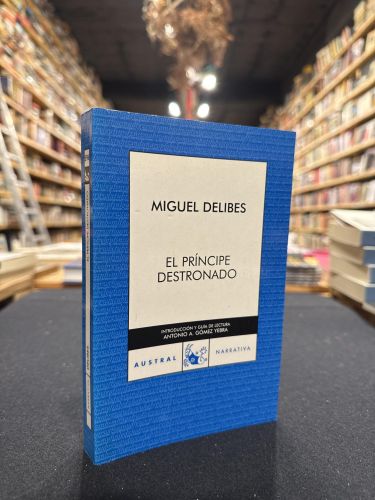 MIGUEL DELIBES
EL PRÍNCIPE
DESTRONADO
INTRODUCCIÓN Y GUÍA DE LECTURA
ANTONIO A. GÓMEZ YEBRA
AUSTRAL NARRATIVA